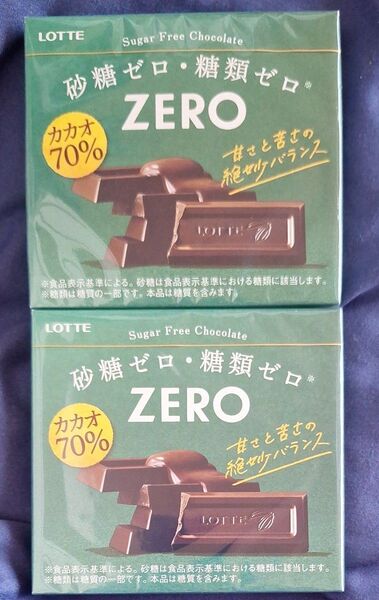 LOTTE
Sugar Free Chocolate
砂糖ゼロ・糖類ゼロ※
ZERO
カカオ
70%
甘さと苦さの
絶妙バランス
LOTTE
※食品表示基準による。砂糖は食品表示基準における糖類に該当します。
※糖類は糖質の一部です。本品は糖質を含みます。
LOTTE
Sugar Free Chocolate
砂糖ゼロ・糖類ゼロ※
ZERO
カカオ
70%
甘さと苦さの
絶妙バランス
LOTTE
※食品表示基準による。砂糖は食品表示基準における糖類に該当します。
※糖類は糖質の一部です。本品は糖質を含みます。